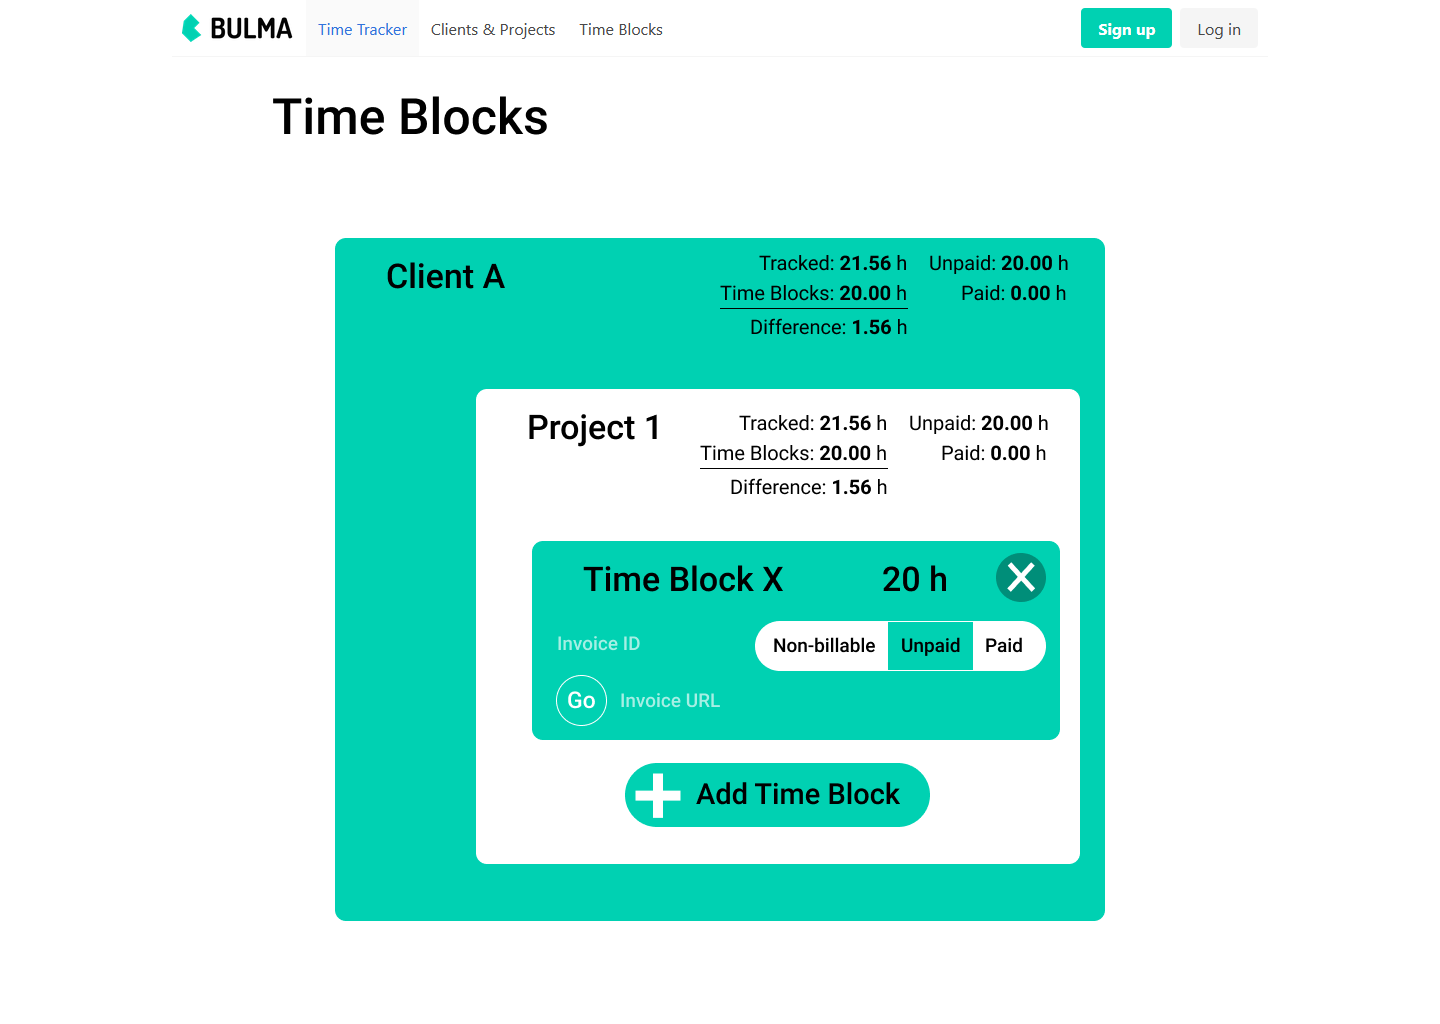 BULMA Time Tracker Clients & Projects Time Blocks Sign up Log in
Time Blocks
Client A
Tracked: 21.56 h Unpaid: 20.00 h
Time Blocks: 20.00 h Paid: 0.00 h
Difference: 1.56 h
Project 1
Tracked: 21.56 h Unpaid: 20.00 h
Time Blocks: 20.00 h Paid: 0.00 h
Difference: 1.56 h
Time Block X 20 h
Invoice ID Non-billable Unpaid Paid
Go Invoice URL
Add Time Block